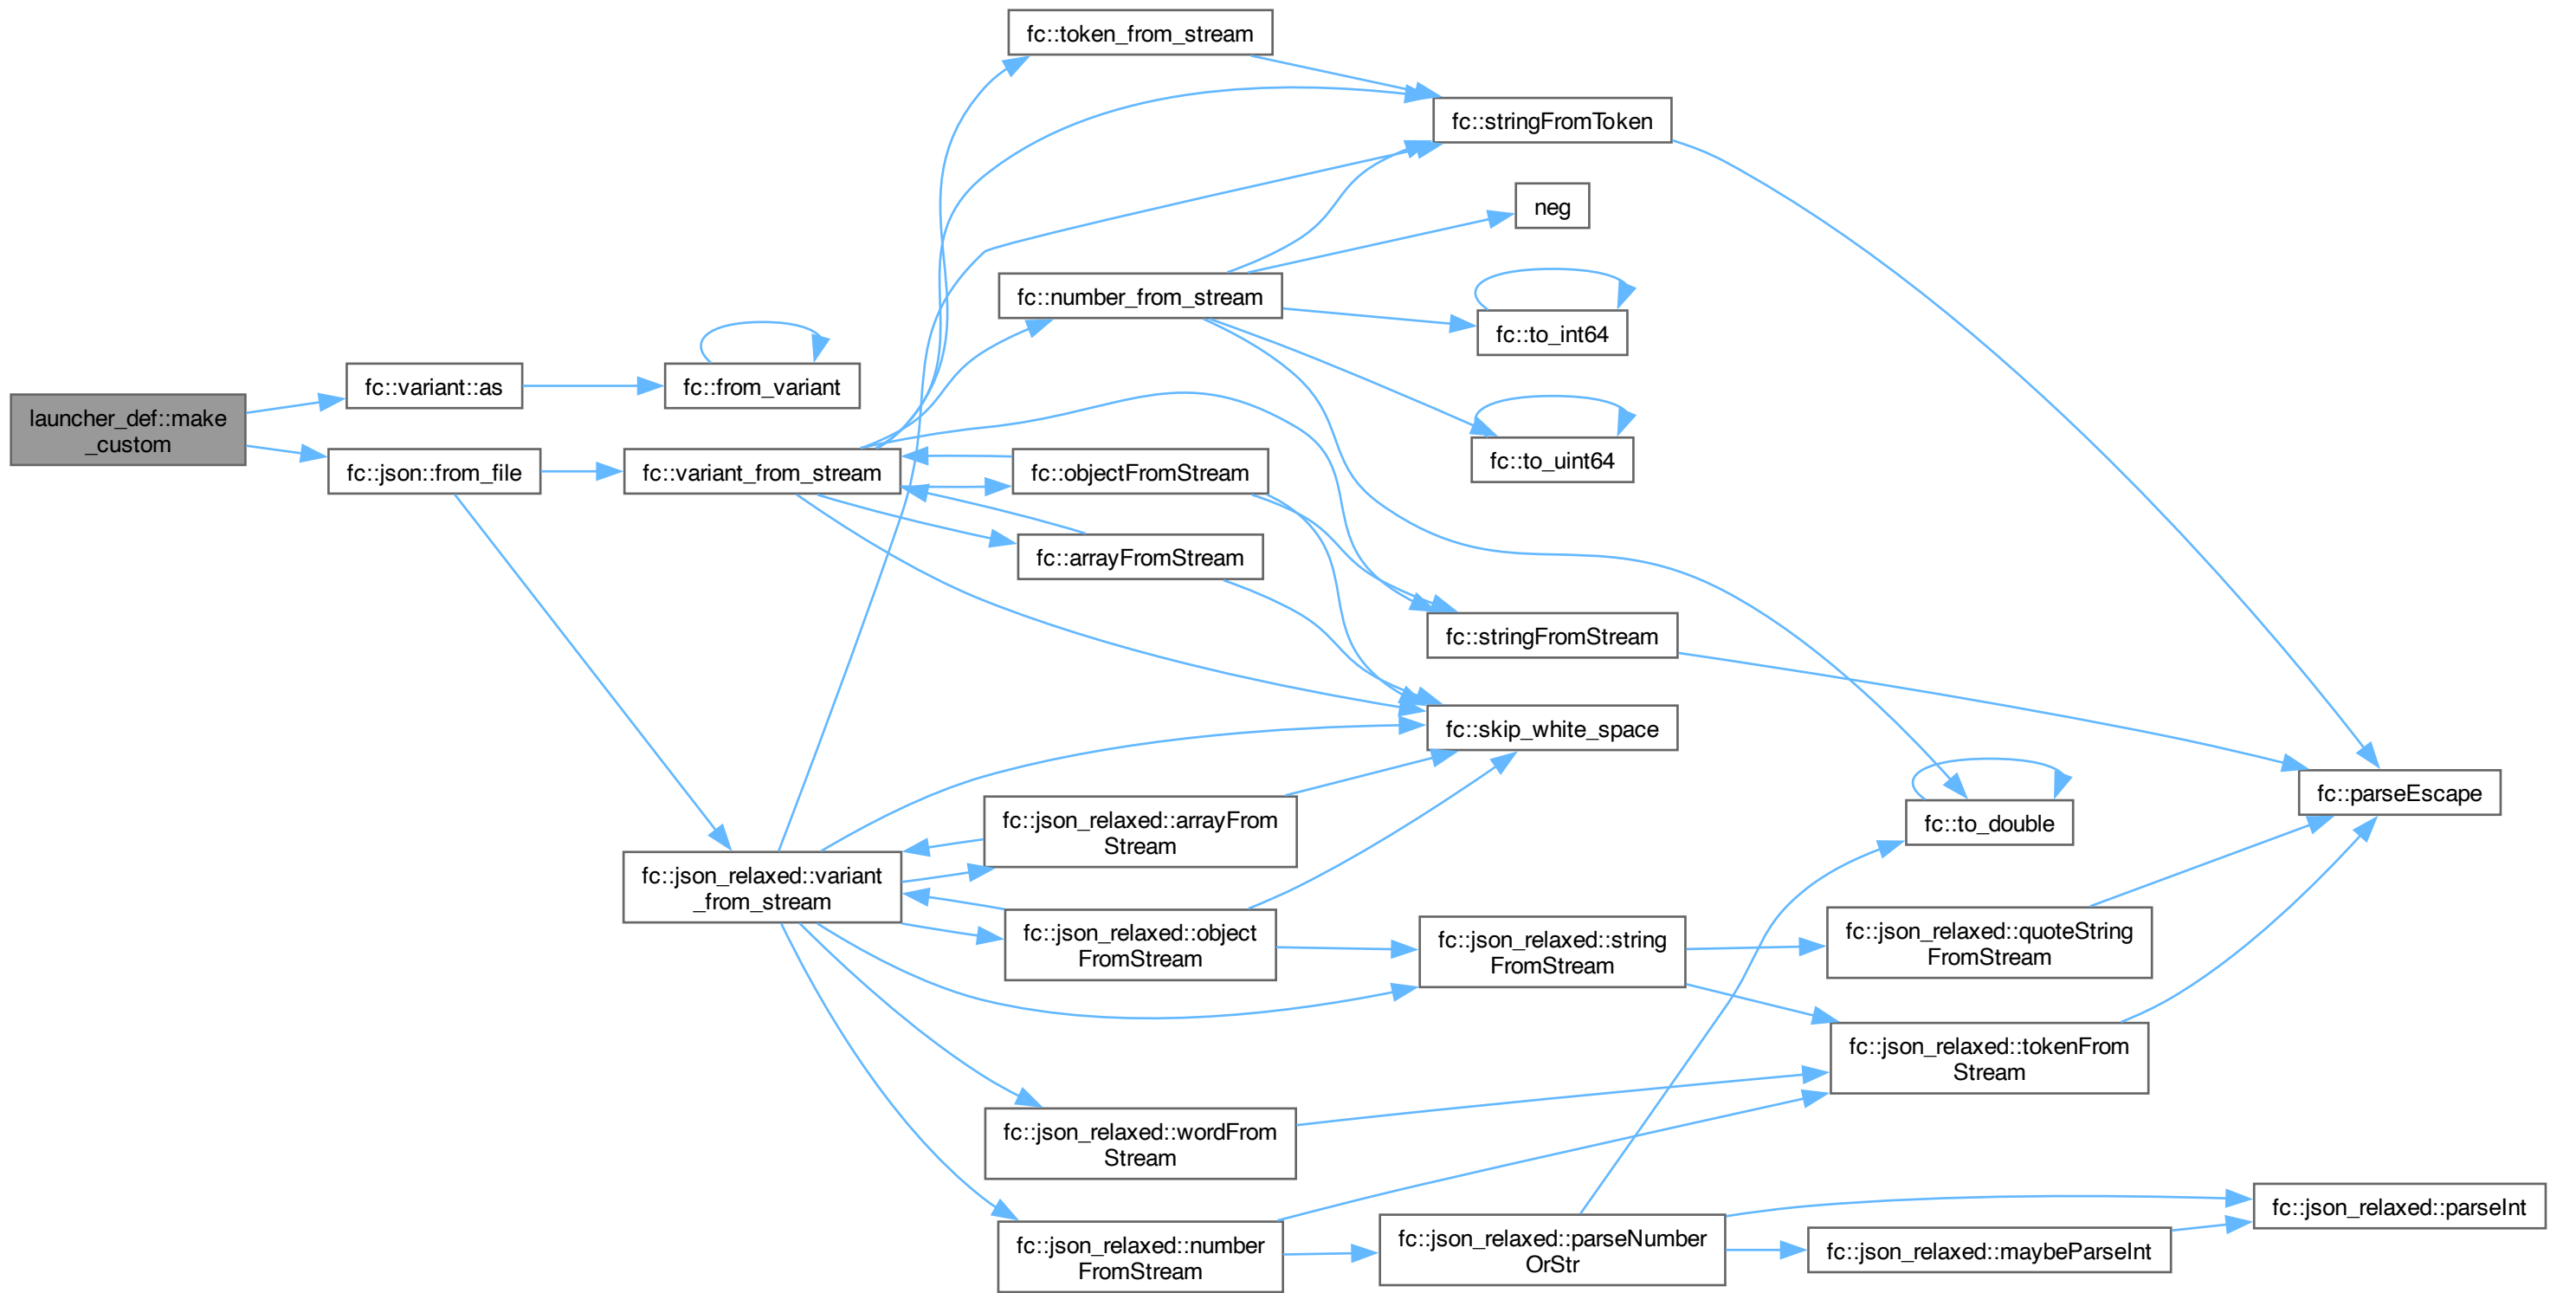 fc::token_from_stream
fc::stringFromToken
neg
fc::number_from_stream
fc::to_int64
fc::variant::as
fc::from_variant
launcher_def::make
_custom
fc::json::from_file
fc::variant_from_stream
fc::objectFromStream
fc::to_uint64
fc::arrayFromStream
fc::stringFromStream
fc::skip_white_space
fc::parseEscape
fc::to_double
fc::json_relaxed::arrayFrom
Stream
fc::json_relaxed::variant
_from_stream
fc::json_relaxed::object
FromStream
fc::json_relaxed::string
FromStream
fc::json_relaxed::quoteString
FromStream
fc::json_relaxed::tokenFrom
Stream
fc::json_relaxed::wordFrom
Stream
fc::json_relaxed::number
FromStream
fc::json_relaxed::parseNumber
OrStr
fc::json_relaxed::maybeParseInt
fc::json_relaxed::parseInt